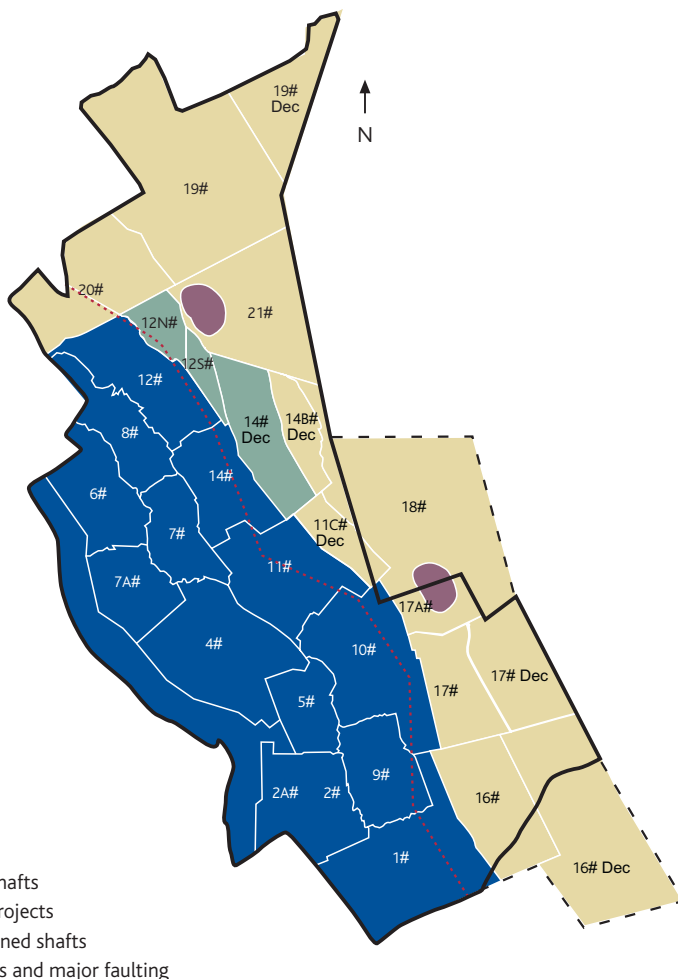 19#
Dec
N
19#
20#
21#
12N#
12S#
12#
14#
Dec
14B#
Dec
8#
14#
6#
18#
11C#
Dec
7#
11#
7A#
17A#
4#
10#
17#
17# Dec
5#
9#
2A#
2#
16#
1#
16# Dec
hafts
rojects
ned shafts
s and major faulting